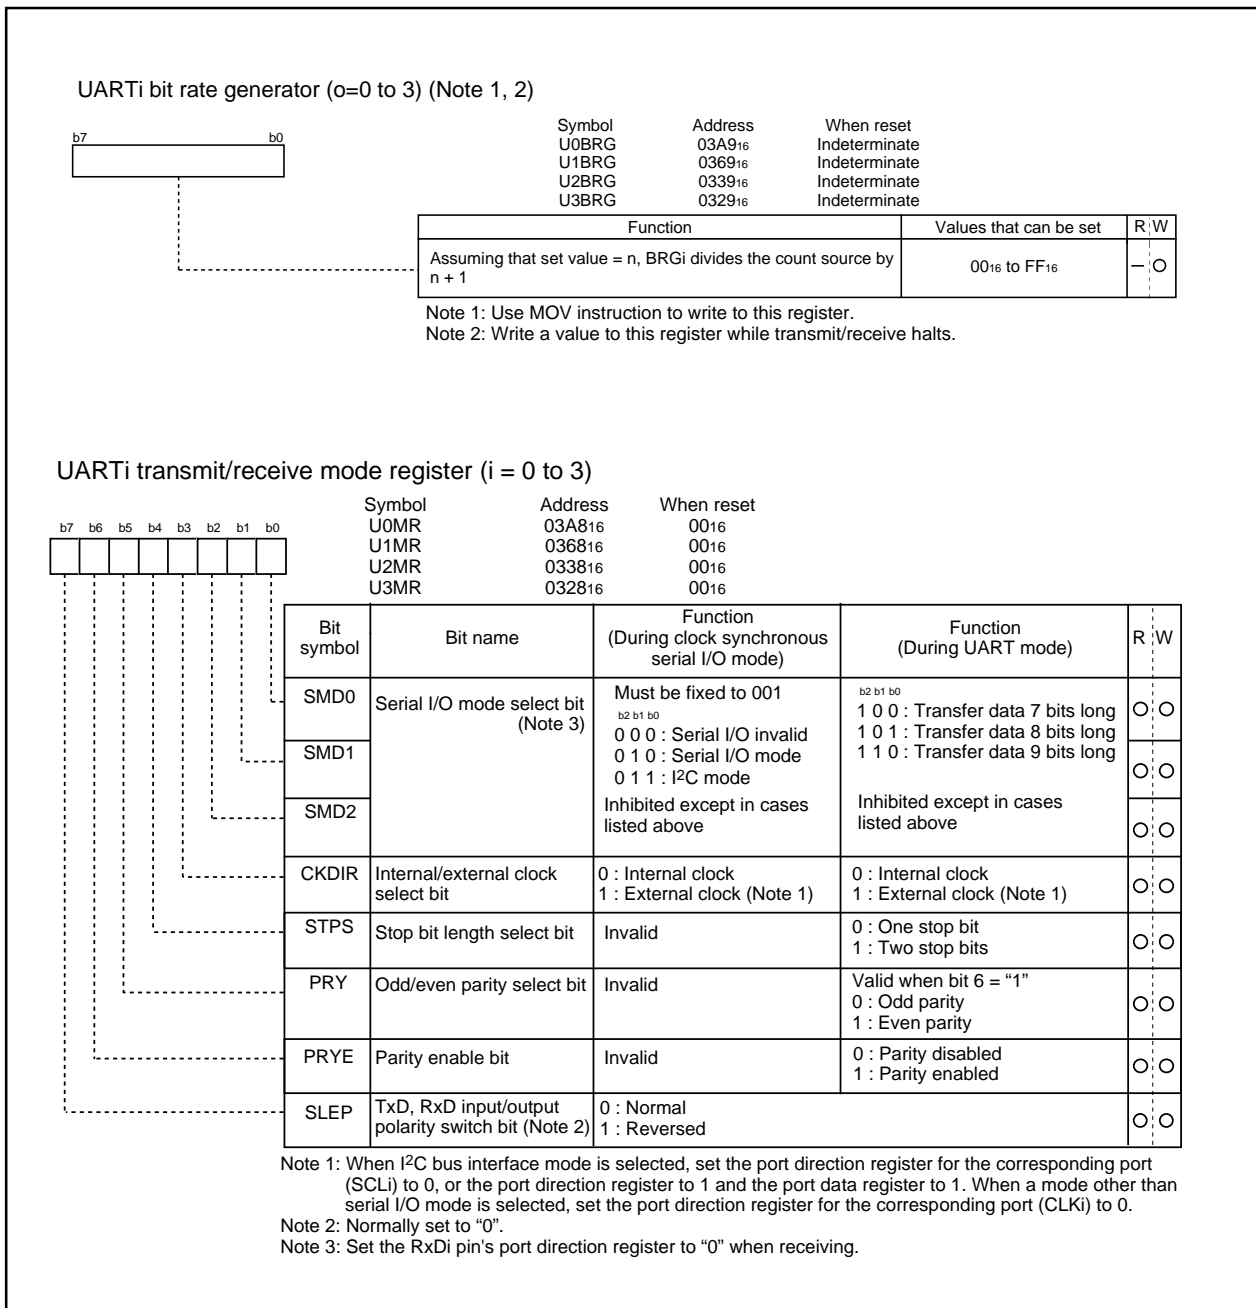 UARTi bit rate generator (o=0 to 3) (Note 1, 2)
b7 b0
Symbol Address When reset
U0BRG 03A916 Indeterminate
U1BRG 036916 Indeterminate
U2BRG 033916 Indeterminate
U3BRG 032916 Indeterminate
Function Values that can be set R W
Assuming that set value = n, BRGi divides the count source by
n + 1
0016 to FF16
–
Note 1: Use MOV instruction to write to this register.
Note 2: Write a value to this register while transmit/receive halts.
UARTi transmit/receive mode register (i = 0 to 3)
b7 b6 b5 b4 b3 b2 b1 b0
Symbol Address When reset
U0MR 03A816 0016
U1MR 036816 0016
U2MR 033816 0016
U3MR 032816 0016
Bit
symbol
Bit name
Function
(During clock synchronous
serial I/O mode)
Function
(During UART mode)
R W
SMD0
SMD1
SMD2
Serial I/O mode select bit
(Note 3)
Must be fixed to 001
b2 b1 b0
0 0 0 : Serial I/O invalid
0 1 0 : Serial I/O mode
0 1 1 : I2C mode
Inhibited except in cases
listed above
b2 b1 b0
1 0 0 : Transfer data 7 bits long
1 0 1 : Transfer data 8 bits long
1 1 0 : Transfer data 9 bits long
Inhibited except in cases
listed above
CKDIR
Internal/external clock
select bit
0 : Internal clock
1 : External clock (Note 1)
0 : Internal clock
1 : External clock (Note 1)
STPS
Stop bit length select bit
Invalid
0 : One stop bit
1 : Two stop bits
PRY
Odd/even parity select bit
Invalid
Valid when bit 6 = “1”
0 : Odd parity
1 : Even parity
PRYE
Parity enable bit
Invalid
0 : Parity disabled
1 : Parity enabled
SLEP
TxD, RxD input/output
polarity switch bit (Note 2)
0 : Normal
1 : Reversed
Note 1: When I2C bus interface mode is selected, set the port direction register for the corresponding port
(SCLi) to 0, or the port direction register to 1 and the port data register to 1. When a mode other than
serial I/O mode is selected, set the port direction register for the corresponding port (CLKi) to 0.
Note 2: Normally set to “0”.
Note 3: Set the RxDi pin's port direction register to “0” when receiving.